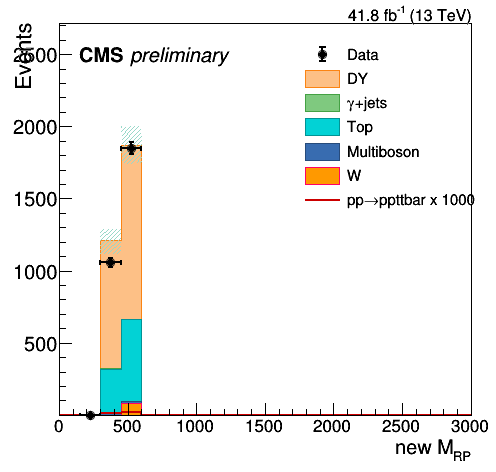 41.8 fb⁻¹ (13 TeV)
Events
CMS preliminary
Data
DY
γ+jets
Top
Multiboson
W
pp→ppttbar x 1000
2500
2000
1500
1000
500
0 500 1000 1500 2000 2500 3000
new M_RP